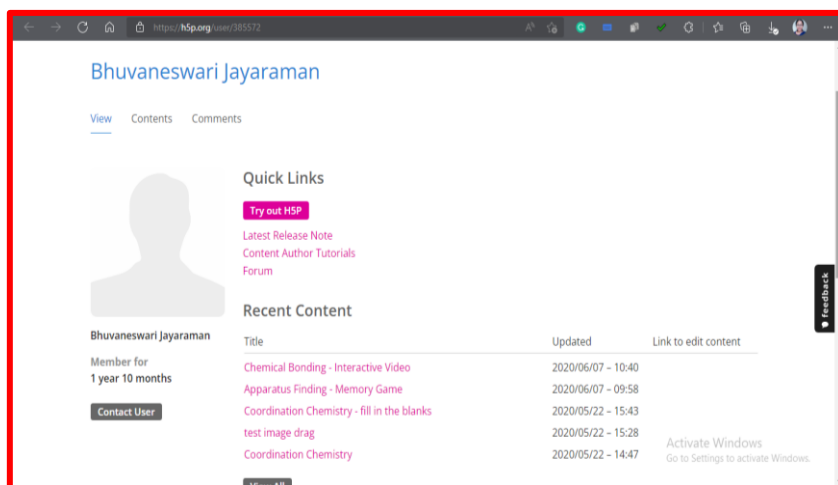 https://h5p.org/user/385572
Bhuvaneswari Jayaraman
View Contents Comments
Quick Links
Try out H5P
Latest Release Note
Content Author Tutorials
Forum
feedback
Recent Content
Bhuvaneswari Jayaraman
Member for
1 year 10 months
Contact User
Title Updated Link to edit content
Chemical Bonding - Interactive Video 2020/06/07 – 10:40
Apparatus Finding - Memory Game 2020/06/07 – 09:58
Coordination Chemistry - fill in the blanks 2020/05/22 – 15:43
test image drag 2020/05/22 – 15:28
Coordination Chemistry 2020/05/22 – 14:47
Activate Windows
Go to Settings to activate Windows.
View All